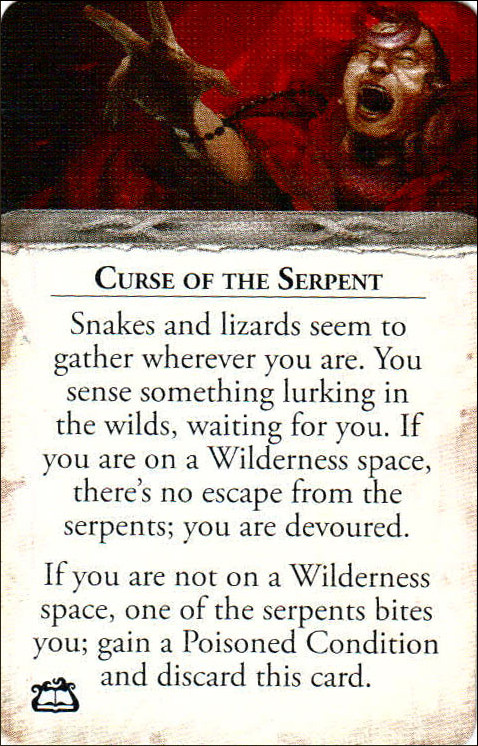 CURSE OF THE SERPENT
Snakes and lizards seem to
gather wherever you are. You
sense something lurking in
the wilds, waiting for you. If
you are on a Wilderness space,
there's no escape from the
serpents; you are devoured.
If you are not on a Wilderness
space, one of the serpents bites
you; gain a Poisoned Condition
and discard this card.